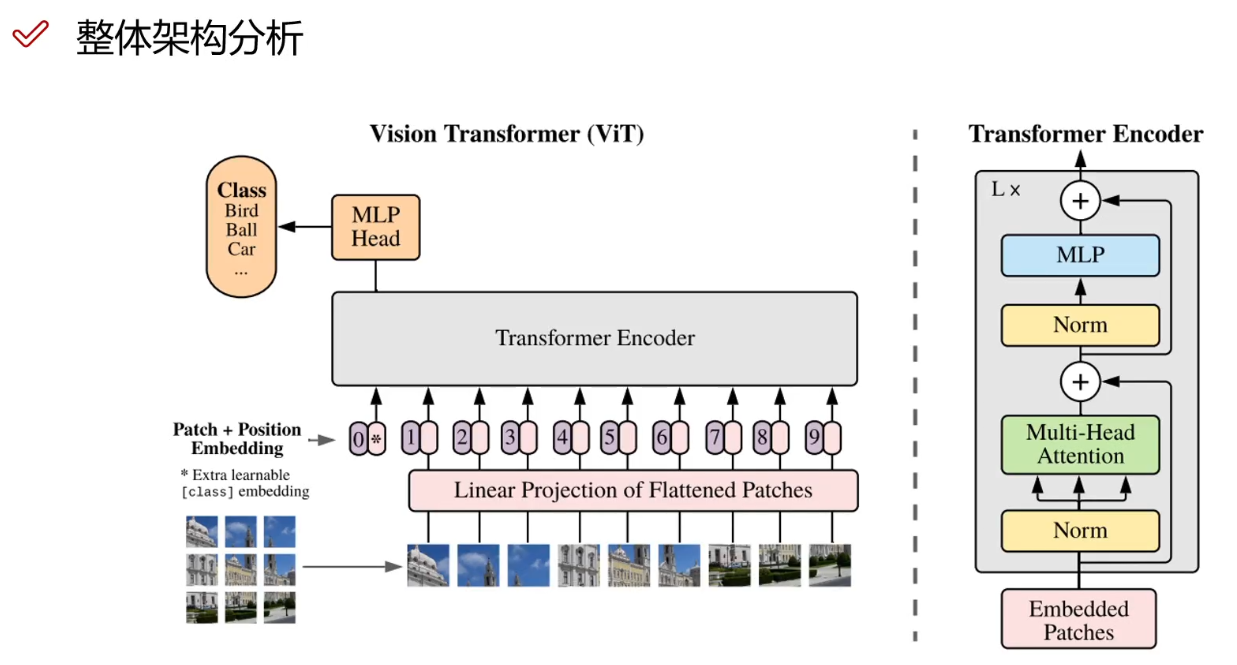 整体架构分析
Vision Transformer (ViT)
Class
Bird
Ball
Car
...
MLP
Head
Transformer Encoder
Patch + Position
Embedding
0 * 1 2 3 4 5 6 7 8 9
* Extra learnable
[class] embedding
Linear Projection of Flattened Patches
Transformer Encoder
L x
+
MLP
Norm
+
Multi-Head
Attention
Norm
Embedded
Patches